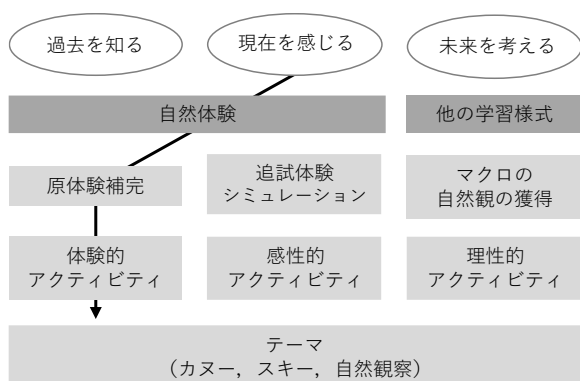 過去を知る
現在を感じる
未来を考える
自然体験
他の学習様式
原体験補完
追試体験
シミュレーション
マクロの
自然観の獲得
体験的
アクティビティ
感性的
アクティビティ
理性的
アクティビティ
テーマ
（カヌー，スキー，自然観察）